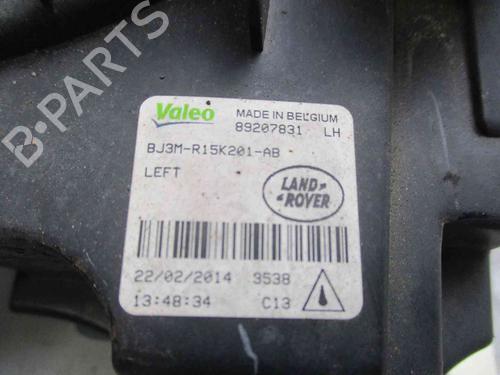 B-PARTS
Valeo MADE IN BELGIUM
89207831 LH
BJ3M-R15K201-AB
LEFT
LAND
ROVER
22/02/2014 3538
13:48:34 C13
B-PARTS